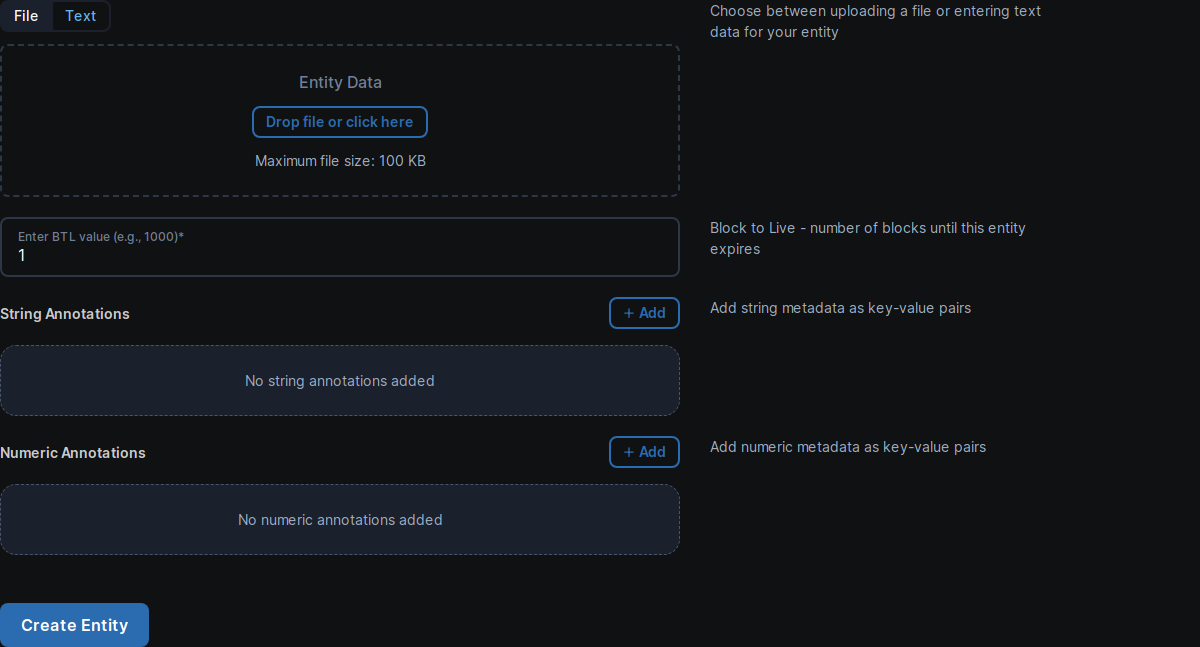 File Text
Choose between uploading a file or entering text
data for your entity
Entity Data
Drop file or click here
Maximum file size: 100 KB
Enter BTL value (e.g., 1000)*
1
Block to Live - number of blocks until this entity
expires
String Annotations
+ Add
Add string metadata as key-value pairs
No string annotations added
Numeric Annotations
+ Add
Add numeric metadata as key-value pairs
No numeric annotations added
Create Entity